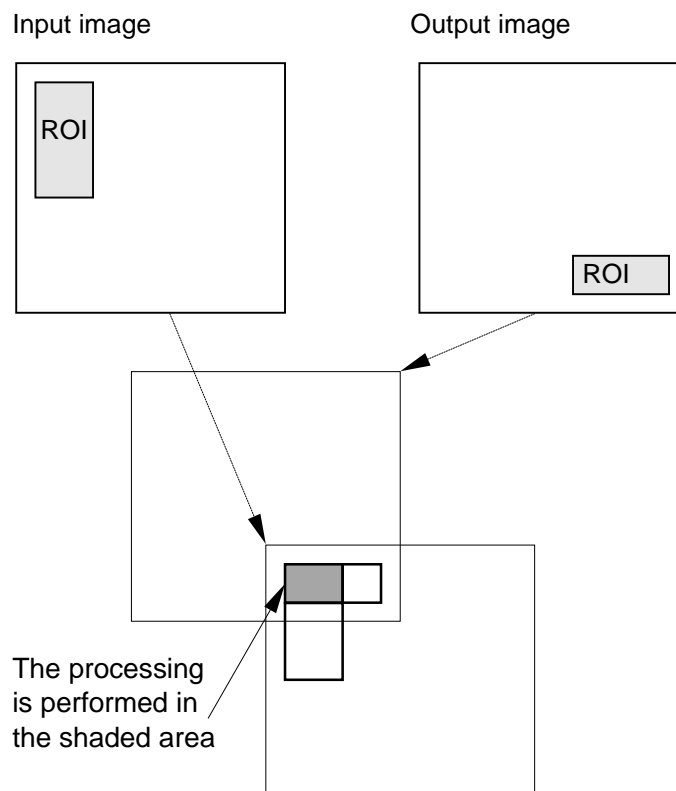 Input image
Output image
ROI
ROI
The processing
is performed in
the shaded area